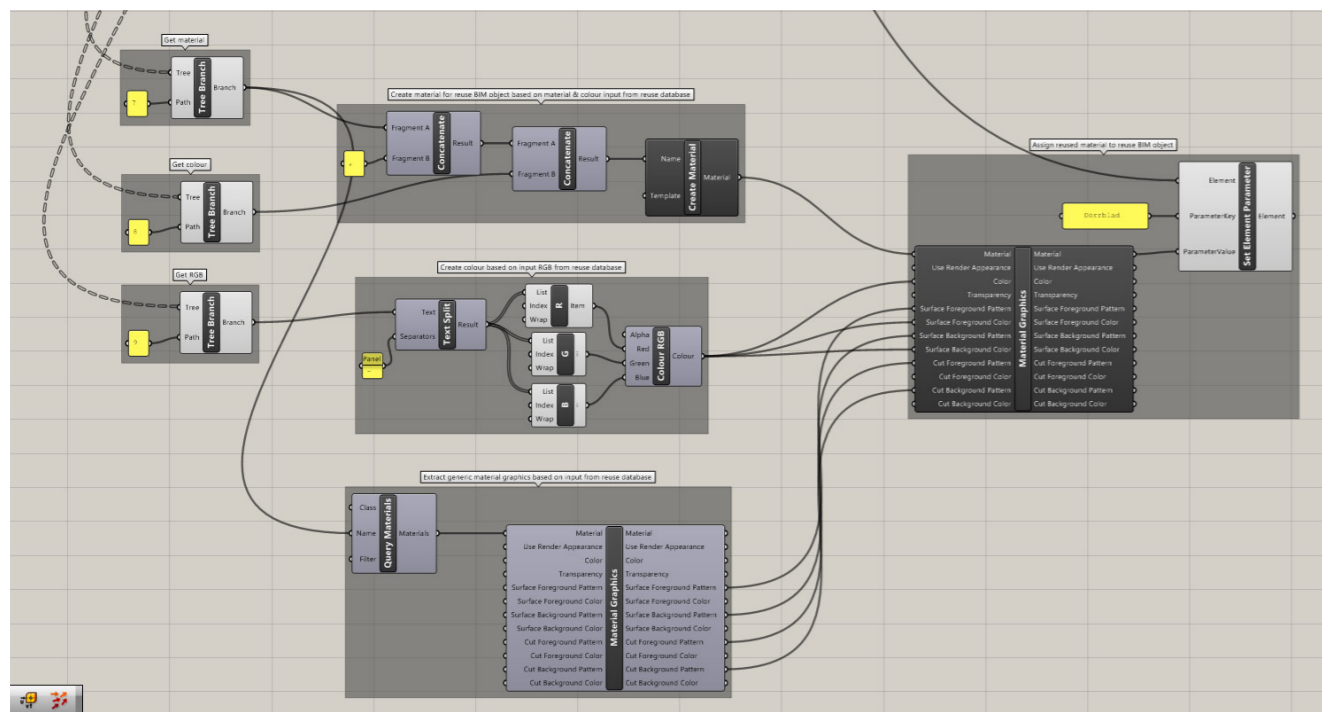 Get material
Tree
Path
Tree Branch
Branch
7
Get colour
Tree
Path
Tree Branch
Branch
8
Get RGB
Tree
Path
Tree Branch
Branch
9
Create material for reuse BIM object based on material & colour input from reuse database
Fragment A
Fragment B
Concatenate
Result
Fragment A
Fragment B
Concatenate
Result
Name
Template
Create Material
Material
Create colour based on input RGB from reuse database
Text
Separators
Text Split
Result
Panel
List
Index
Wrap
R
Item
List
Index
Wrap
G
i
List
Index
Wrap
B
i
Alpha
Red
Green
Blue
Colour RGB
Colour
Extract generic material graphics based on input from reuse database
Class
Name
Filter
Query Materials
Materials
Material Graphics
Material Material
Use Render Appearance Use Render Appearance
Color Color
Transparency Transparency
Surface Foreground Pattern Surface Foreground Pattern
Surface Foreground Color Surface Foreground Color
Surface Background Pattern Surface Background Pattern
Surface Background Color Surface Background Color
Cut Foreground Pattern Cut Foreground Pattern
Cut Foreground Color Cut Foreground Color
Cut Background Pattern Cut Background Pattern
Cut Background Color Cut Background Color
Assign reused material to reuse BIM object
Dorrblad
Element
ParameterKey
ParameterValue
Set Element Parameter
Element
Material Graphics
Material Material
Use Render Appearance Use Render Appearance
Color Color
Transparency Transparency
Surface Foreground Pattern Surface Foreground Pattern
Surface Foreground Color Surface Foreground Color
Surface Background Pattern Surface Background Pattern
Surface Background Color Surface Background Color
Cut Foreground Pattern Cut Foreground Pattern
Cut Foreground Color Cut Foreground Color
Cut Background Pattern Cut Background Pattern
Cut Background Color Cut Background Color